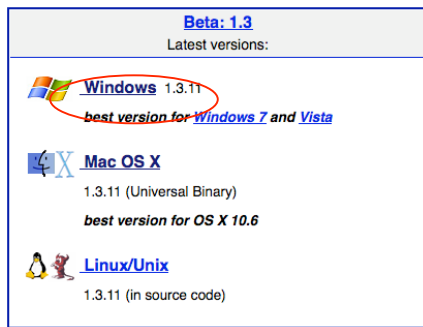 Beta: 1.3
Latest versions:
Windows 1.3.11
best version for Windows 7 and Vista
Mac OS X
1.3.11 (Universal Binary)
best version for OS X 10.6
Linux/Unix
1.3.11 (in source code)